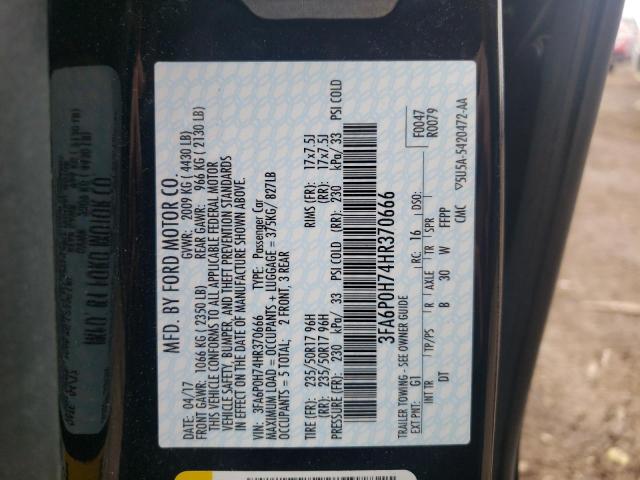 MFD. BY FORD MOTOR CO.
DATE: 04/17 GVWR: 2009 KG ( 4430 LB)
FRONT GAWR: 1066 KG ( 2350 LB) REAR GAWR: 966 KG ( 2130 LB)
THIS VEHICLE CONFORMS TO ALL APPLICABLE FEDERAL MOTOR
VEHICLE SAFETY, BUMPER, AND THEFT PREVENTION STANDARDS
IN EFFECT ON THE DATE OF MANUFACTURE SHOWN ABOVE.
VIN: 3FA6P0H74HR370666 TYPE: Passenger Car
MAXIMUM LOAD = OCCUPANTS + LUGGAGE = 375KG/ 827LB
OCCUPANTS = 5 TOTAL; 2 FRONT, 3 REAR
TIRE (FR): 235/50R17 96H RIMS (FR): 17x7.5J
(RR): 235/50R17 96H (RR): 17x7.5J
PRESSURE (FR): 230 kPa/ 33 PSI COLD (RR): 230 kPa/ 33 PSI COLD
3FA6P0H74HR370666
TRAILER TOWING - SEE OWNER GUIDE F0047
R0079
EXT PNT: G1 RC: 16 DSO:
INT TR TP/PS R AXLE TR SPR
DT B 30 W FFPP
CMC 5U5A-5420472-AA